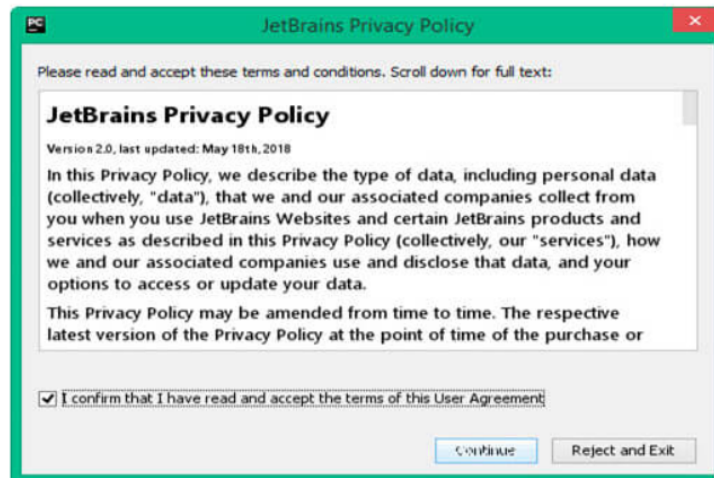 PC
JetBrains Privacy Policy
Please read and accept these terms and conditions. Scroll down for full text:
JetBrains Privacy Policy
Version 2.0, last updated: May 18th, 2018
In this Privacy Policy, we describe the type of data, including personal data
(collectively, "data"), that we and our associated companies collect from
you when you use JetBrains Websites and certain JetBrains products and
services as described in this Privacy Policy (collectively, our "services"), how
we and our associated companies use and disclose that data, and your
options to access or update your data.
This Privacy Policy may be amended from time to time. The respective
latest version of the Privacy Policy at the point of time of the purchase or
I confirm that I have read and accept the terms of this User Agreement
Continue
Reject and Exit